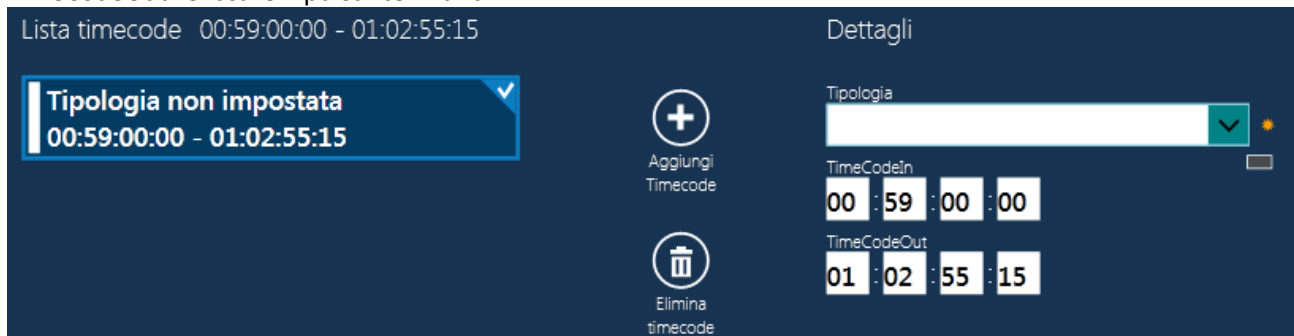 Lista timecode 00:59:00:00 - 01:02:55:15
Tipologia non impostata
00:59:00:00 - 01:02:55:15
Aggiungi
Timecode
Elimina
timecode
Dettagli
Tipologia
TimeCodeIn
00 : 59 : 00 : 00
TimeCodeOut
01 : 02 : 55 : 15